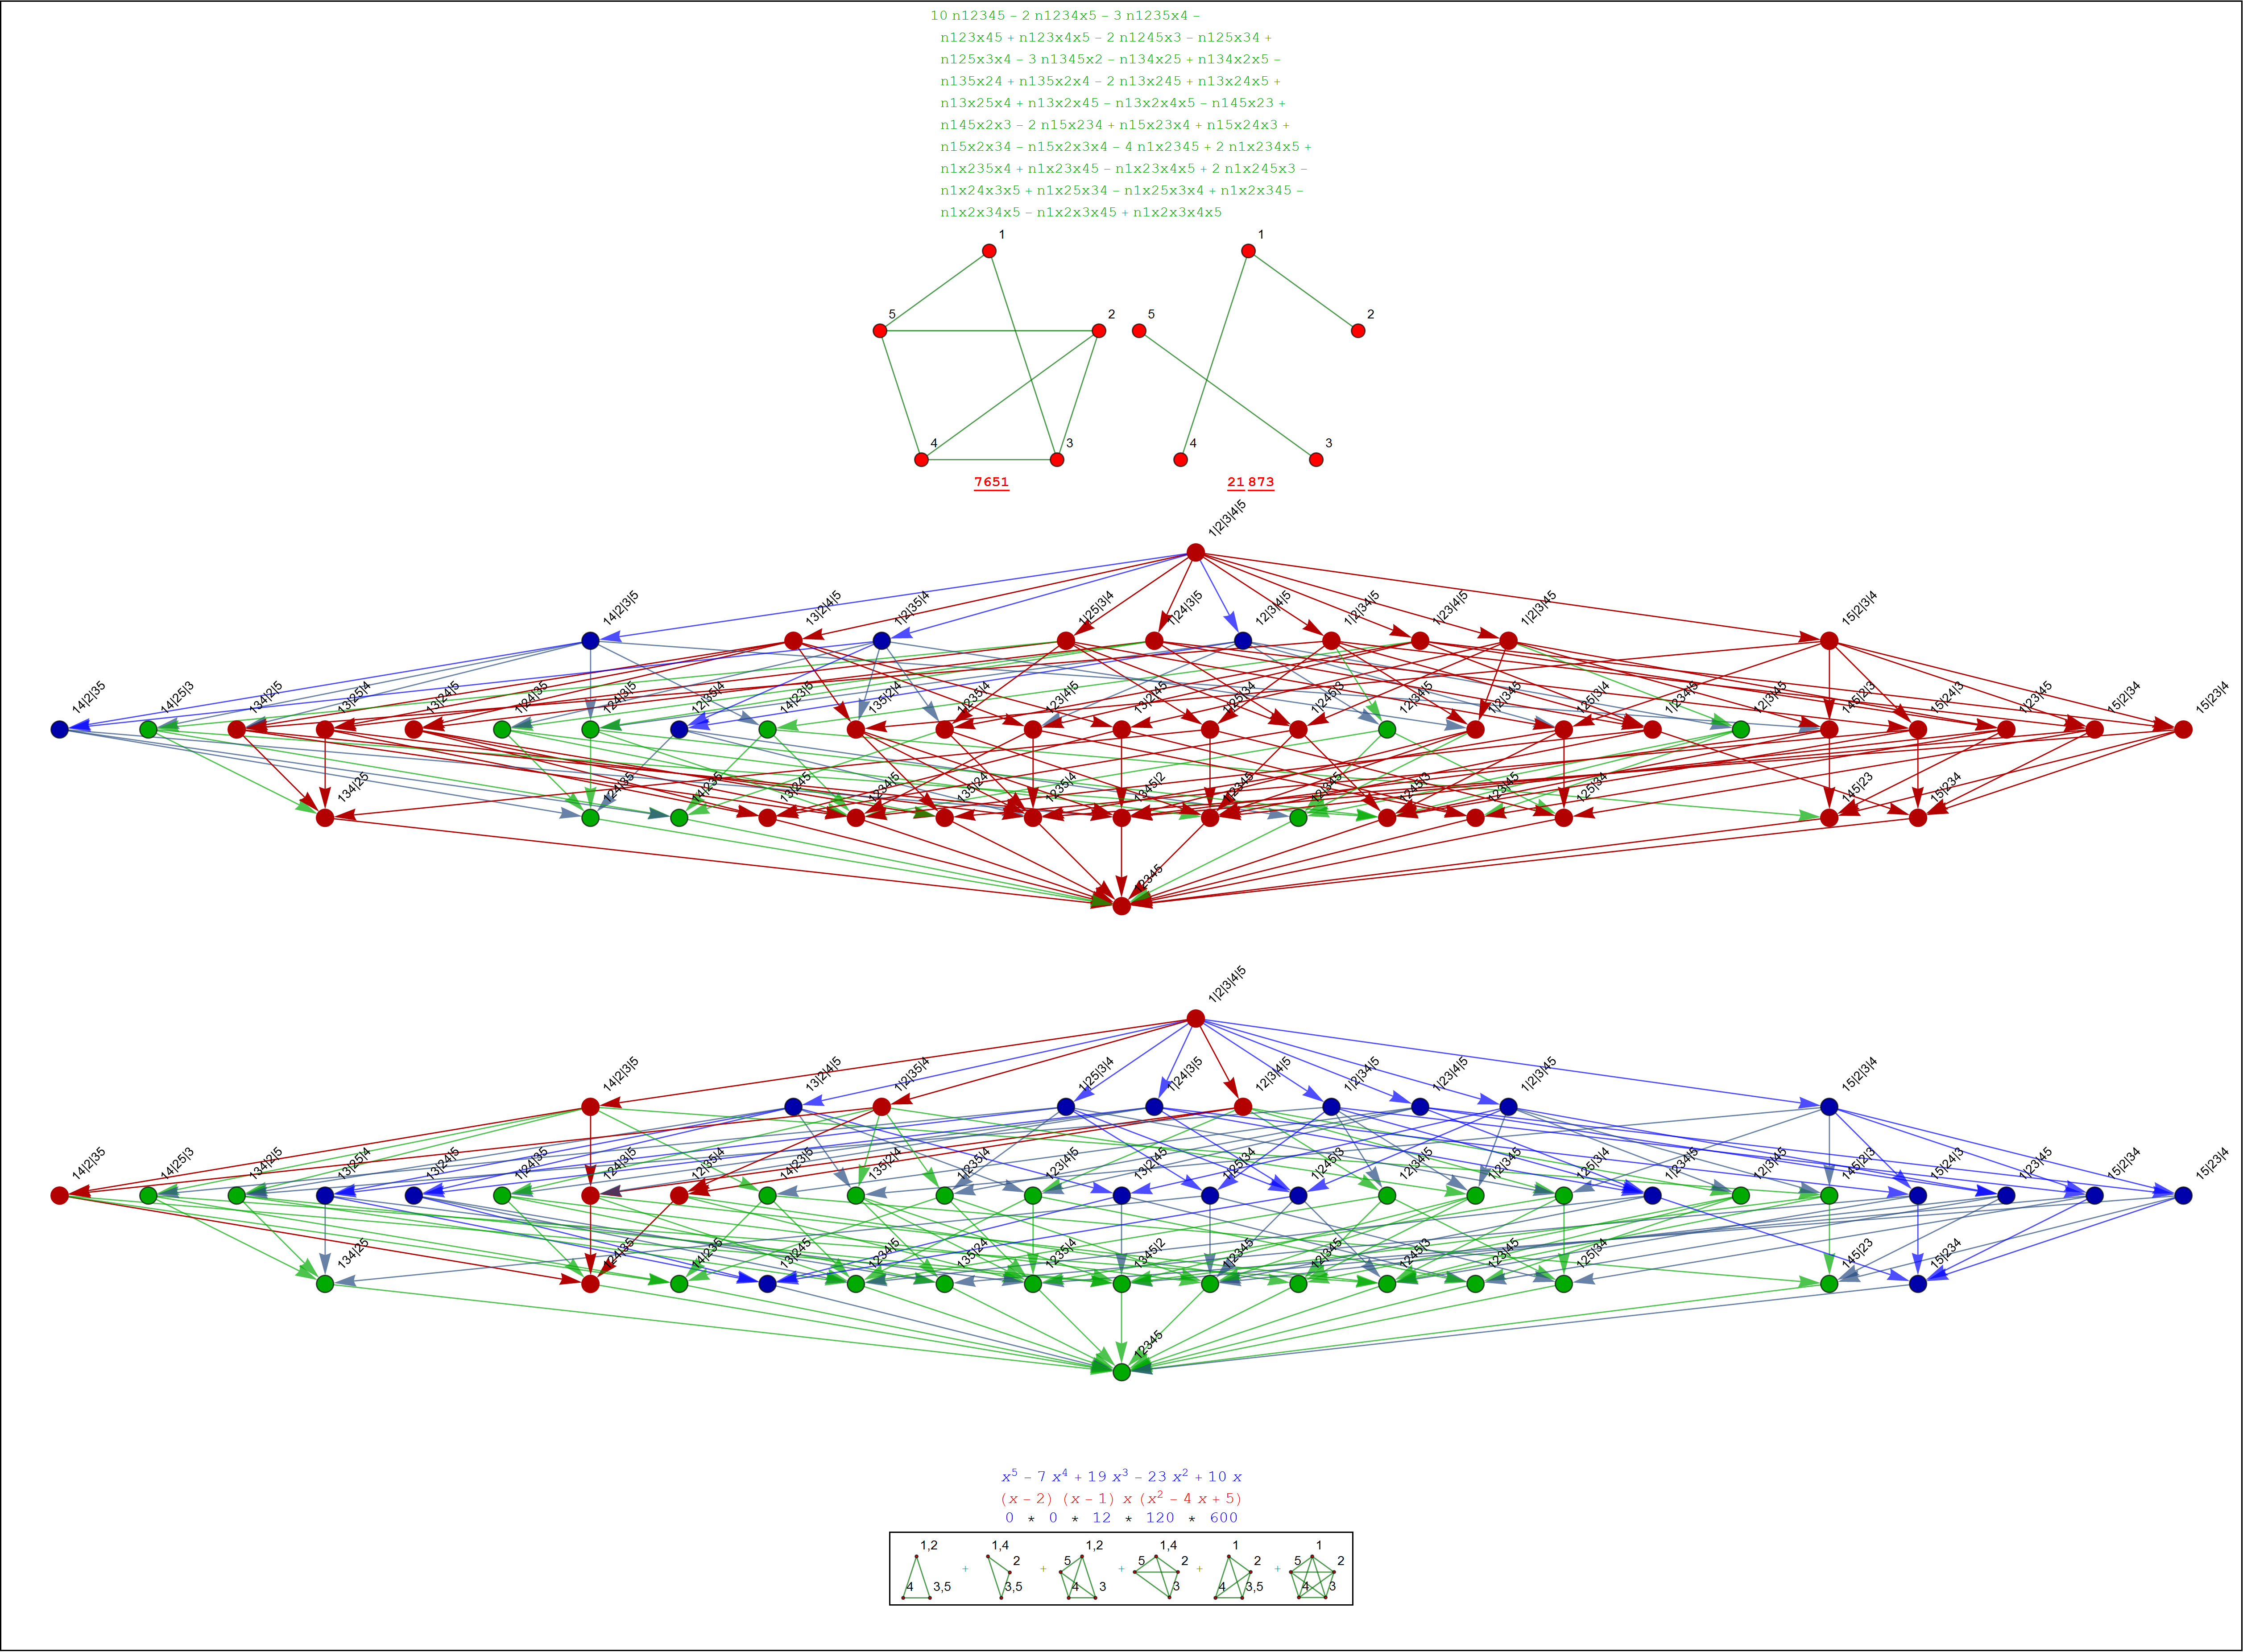 10 n12345 – 2 n1234x5 – 3 n1235x4 –
n123x45 + n123x4x5 – 2 n1245x3 – n125x34 +
n125x3x4 – 3 n1345x2 – n134x25 + n134x2x5 –
n135x24 + n135x2x4 – 2 n13x245 + n13x24x5 +
n13x25x4 + n13x2x45 – n13x2x4x5 – n145x23 +
n145x2x3 – 2 n15x234 + n15x23x4 + n15x24x3 +
n15x2x34 – n15x2x3x4 – 4 n1x2345 + 2 n1x234x5 +
n1x235x4 + n1x23x45 – n1x23x4x5 + 2 n1x245x3 –
n1x24x3x5 + n1x25x34 – n1x25x3x4 + n1x2x345 –
n1x2x34x5 – n1x2x3x45 + n1x2x3x4x5
1 1
5 2 5 2
4 3 4 3
7651 21 873
1|2|3|4|5
14|2|3|5 13|2|4|5 1|2|35|4 1|25|3|4 1|24|3|5 12|3|4|5 1|2|34|5 1|23|4|5 1|2|3|45 15|2|3|4
14|2|35 14|25|3 134|2|5 13|25|4 13|24|5 1|24|35 124|3|5 12|35|4 14|23|5 135|2|4 1|235|4 123|4|5 13|2|45 1|25|34 1|245|3 12|34|5 1|2|345 125|3|4 1|234|5 12|3|45 145|2|3 15|24|3 1|23|45 15|2|34 15|23|4
134|25 124|35 14|235 13|245 1234|5 135|24 1235|4 1345|2 1|2345 12|345 1245|3 123|45 125|34 145|23 15|234
12345
1|2|3|4|5
14|2|3|5 13|2|4|5 1|2|35|4 1|25|3|4 1|24|3|5 12|3|4|5 1|2|34|5 1|23|4|5 1|2|3|45 15|2|3|4
14|2|35 14|25|3 134|2|5 13|25|4 13|24|5 1|24|35 124|3|5 12|35|4 14|23|5 135|2|4 1|235|4 123|4|5 13|2|45 1|25|34 1|245|3 12|34|5 1|2|345 125|3|4 1|234|5 12|3|45 145|2|3 15|24|3 1|23|45 15|2|34 15|23|4
134|25 124|35 14|235 13|245 1234|5 135|24 1235|4 1345|2 1|2345 12|345 1245|3 123|45 125|34 145|23 15|234
12345
x⁵ – 7 x⁴ + 19 x³ – 23 x² + 10 x
(x – 2) (x – 1) x (x² – 4 x + 5)
0 * 0 * 12 * 120 * 600
1,2 1,4 1,2 1,4 1 1
2 5 5 2 2 5 2
+ + + + +
4 3,5 3,5 4 3 3 4 3,5 4 3